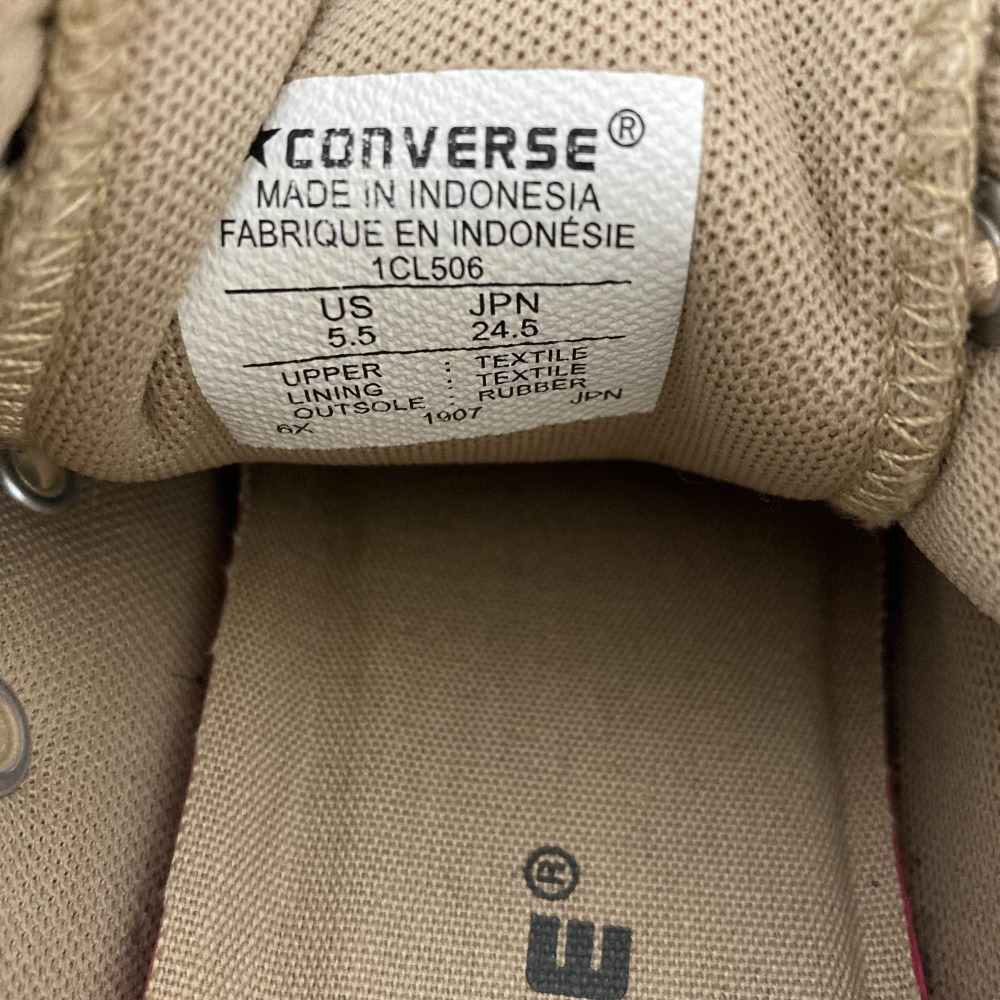 ★CONVERSE®
MADE IN INDONESIA
FABRIQUE EN INDONÉSIE
1CL506
US JPN
5.5 24.5
UPPER : TEXTILE
LINING : TEXTILE
OUTSOLE : RUBBER
6X 1907 JPN
E®